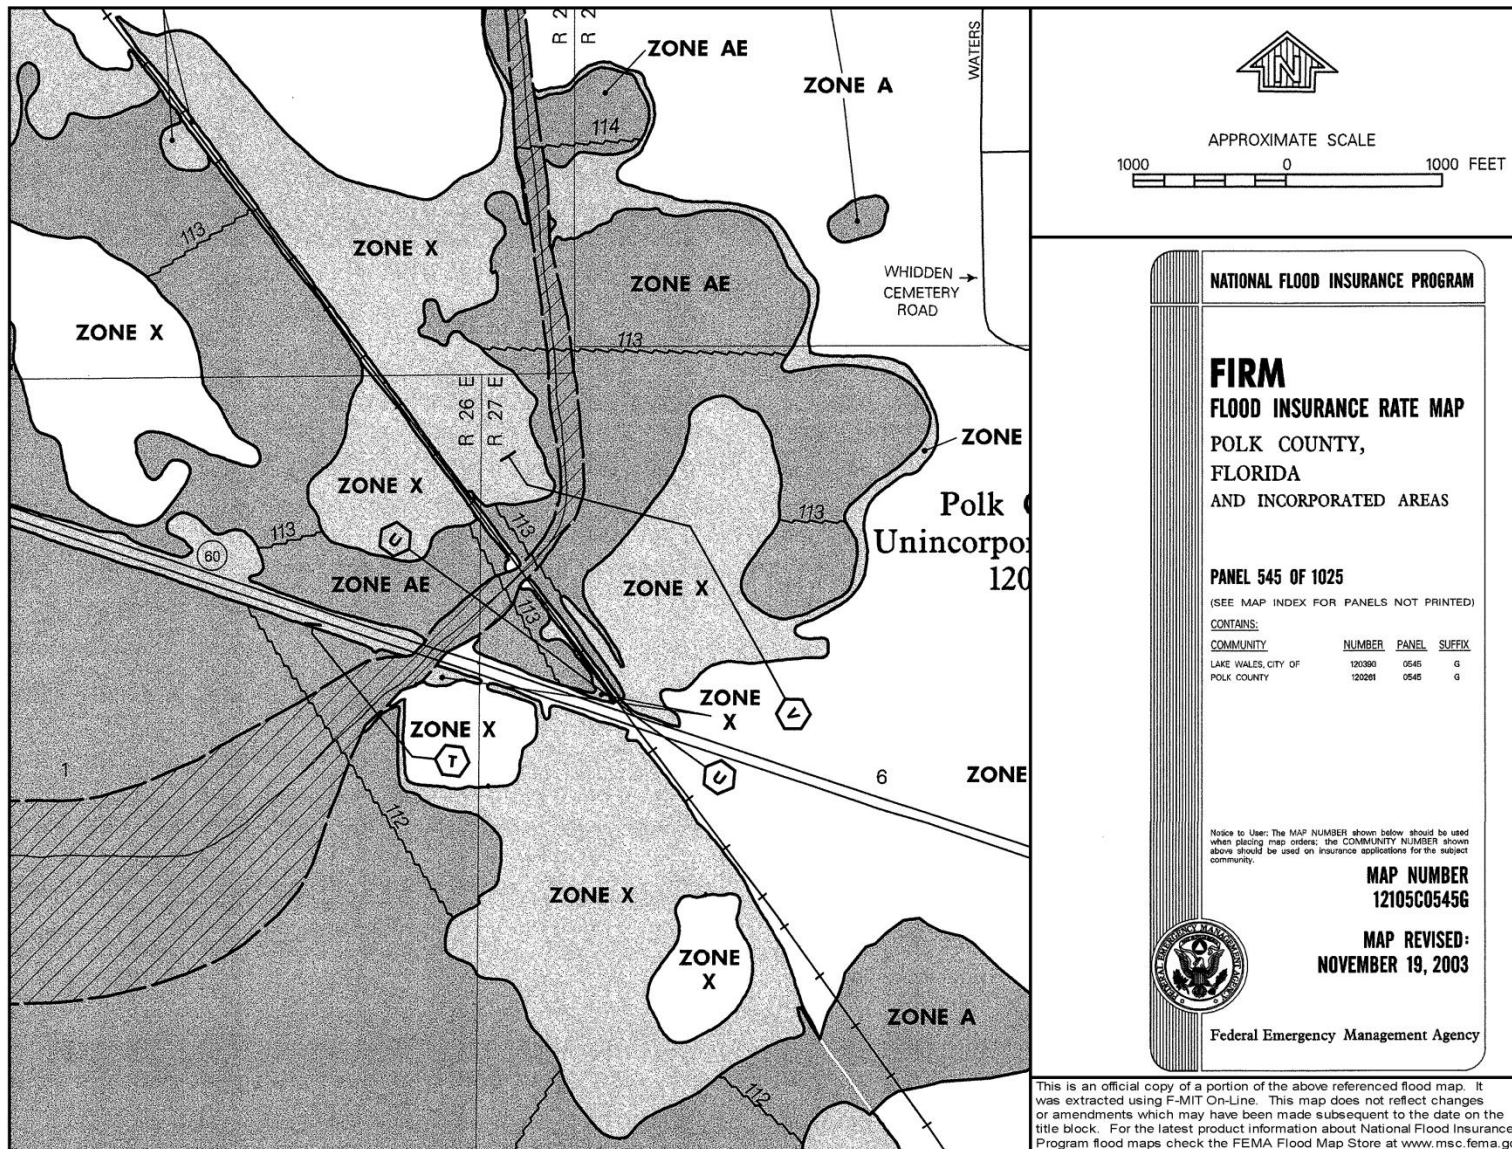 R 2
R 2
ZONE AE
ZONE A
WATERS
114
113
ZONE X
ZONE AE
WHIDDEN
CEMETERY
ROAD
ZONE X
113
R 26 E
R 27 E
ZONE
ZONE X
T
113
113
113
Polk C
Unincorpor
120
U
60
ZONE AE
113
ZONE X
ZONE
X
V
ZONE X
T
U
1
6
ZONE
112
ZONE X
ZONE
X
ZONE A
112
N
APPROXIMATE SCALE
1000 0 1000 FEET
NATIONAL FLOOD INSURANCE PROGRAM
FIRM
FLOOD INSURANCE RATE MAP
POLK COUNTY,
FLORIDA
AND INCORPORATED AREAS
PANEL 545 OF 1025
(SEE MAP INDEX FOR PANELS NOT PRINTED)
CONTAINS:
COMMUNITY NUMBER PANEL SUFFIX
LAKE WALES, CITY OF 120390 0545 G
POLK COUNTY 120261 0545 G
Notice to User: The MAP NUMBER shown below should be used
when placing map orders; the COMMUNITY NUMBER shown
above should be used on insurance applications for the subject
community.
MAP NUMBER
12105C0545G
MAP REVISED:
NOVEMBER 19, 2003
FEDERAL EMERGENCY MANAGEMENT AGENCY
Federal Emergency Management Agency
This is an official copy of a portion of the above referenced flood map. It
was extracted using F-MIT On-Line. This map does not reflect changes
or amendments which may have been made subsequent to the date on the
title block. For the latest product information about National Flood Insurance
Program flood maps check the FEMA Flood Map Store at www.msc.fema.go